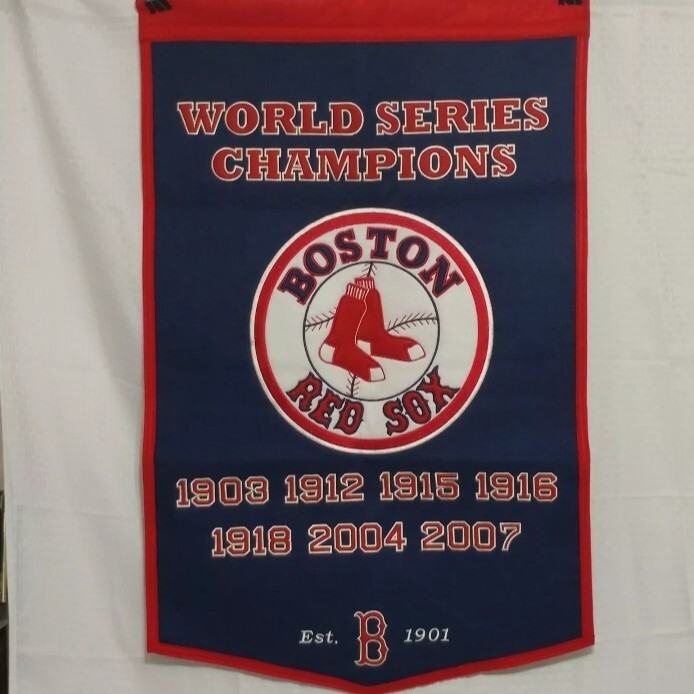 WORLD SERIES
CHAMPIONS
BOSTON
RED SOX
1903 1912 1915 1916
1918 2004 2007
Est. B 1901